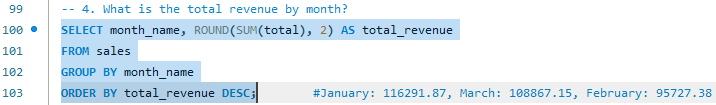 99 -- 4. What is the total revenue by month?
100 SELECT month_name, ROUND(SUM(total), 2) AS total_revenue
101 FROM sales
102 GROUP BY month_name
103 ORDER BY total_revenue DESC; #January: 116291.87, March: 108867.15, February: 95727.38